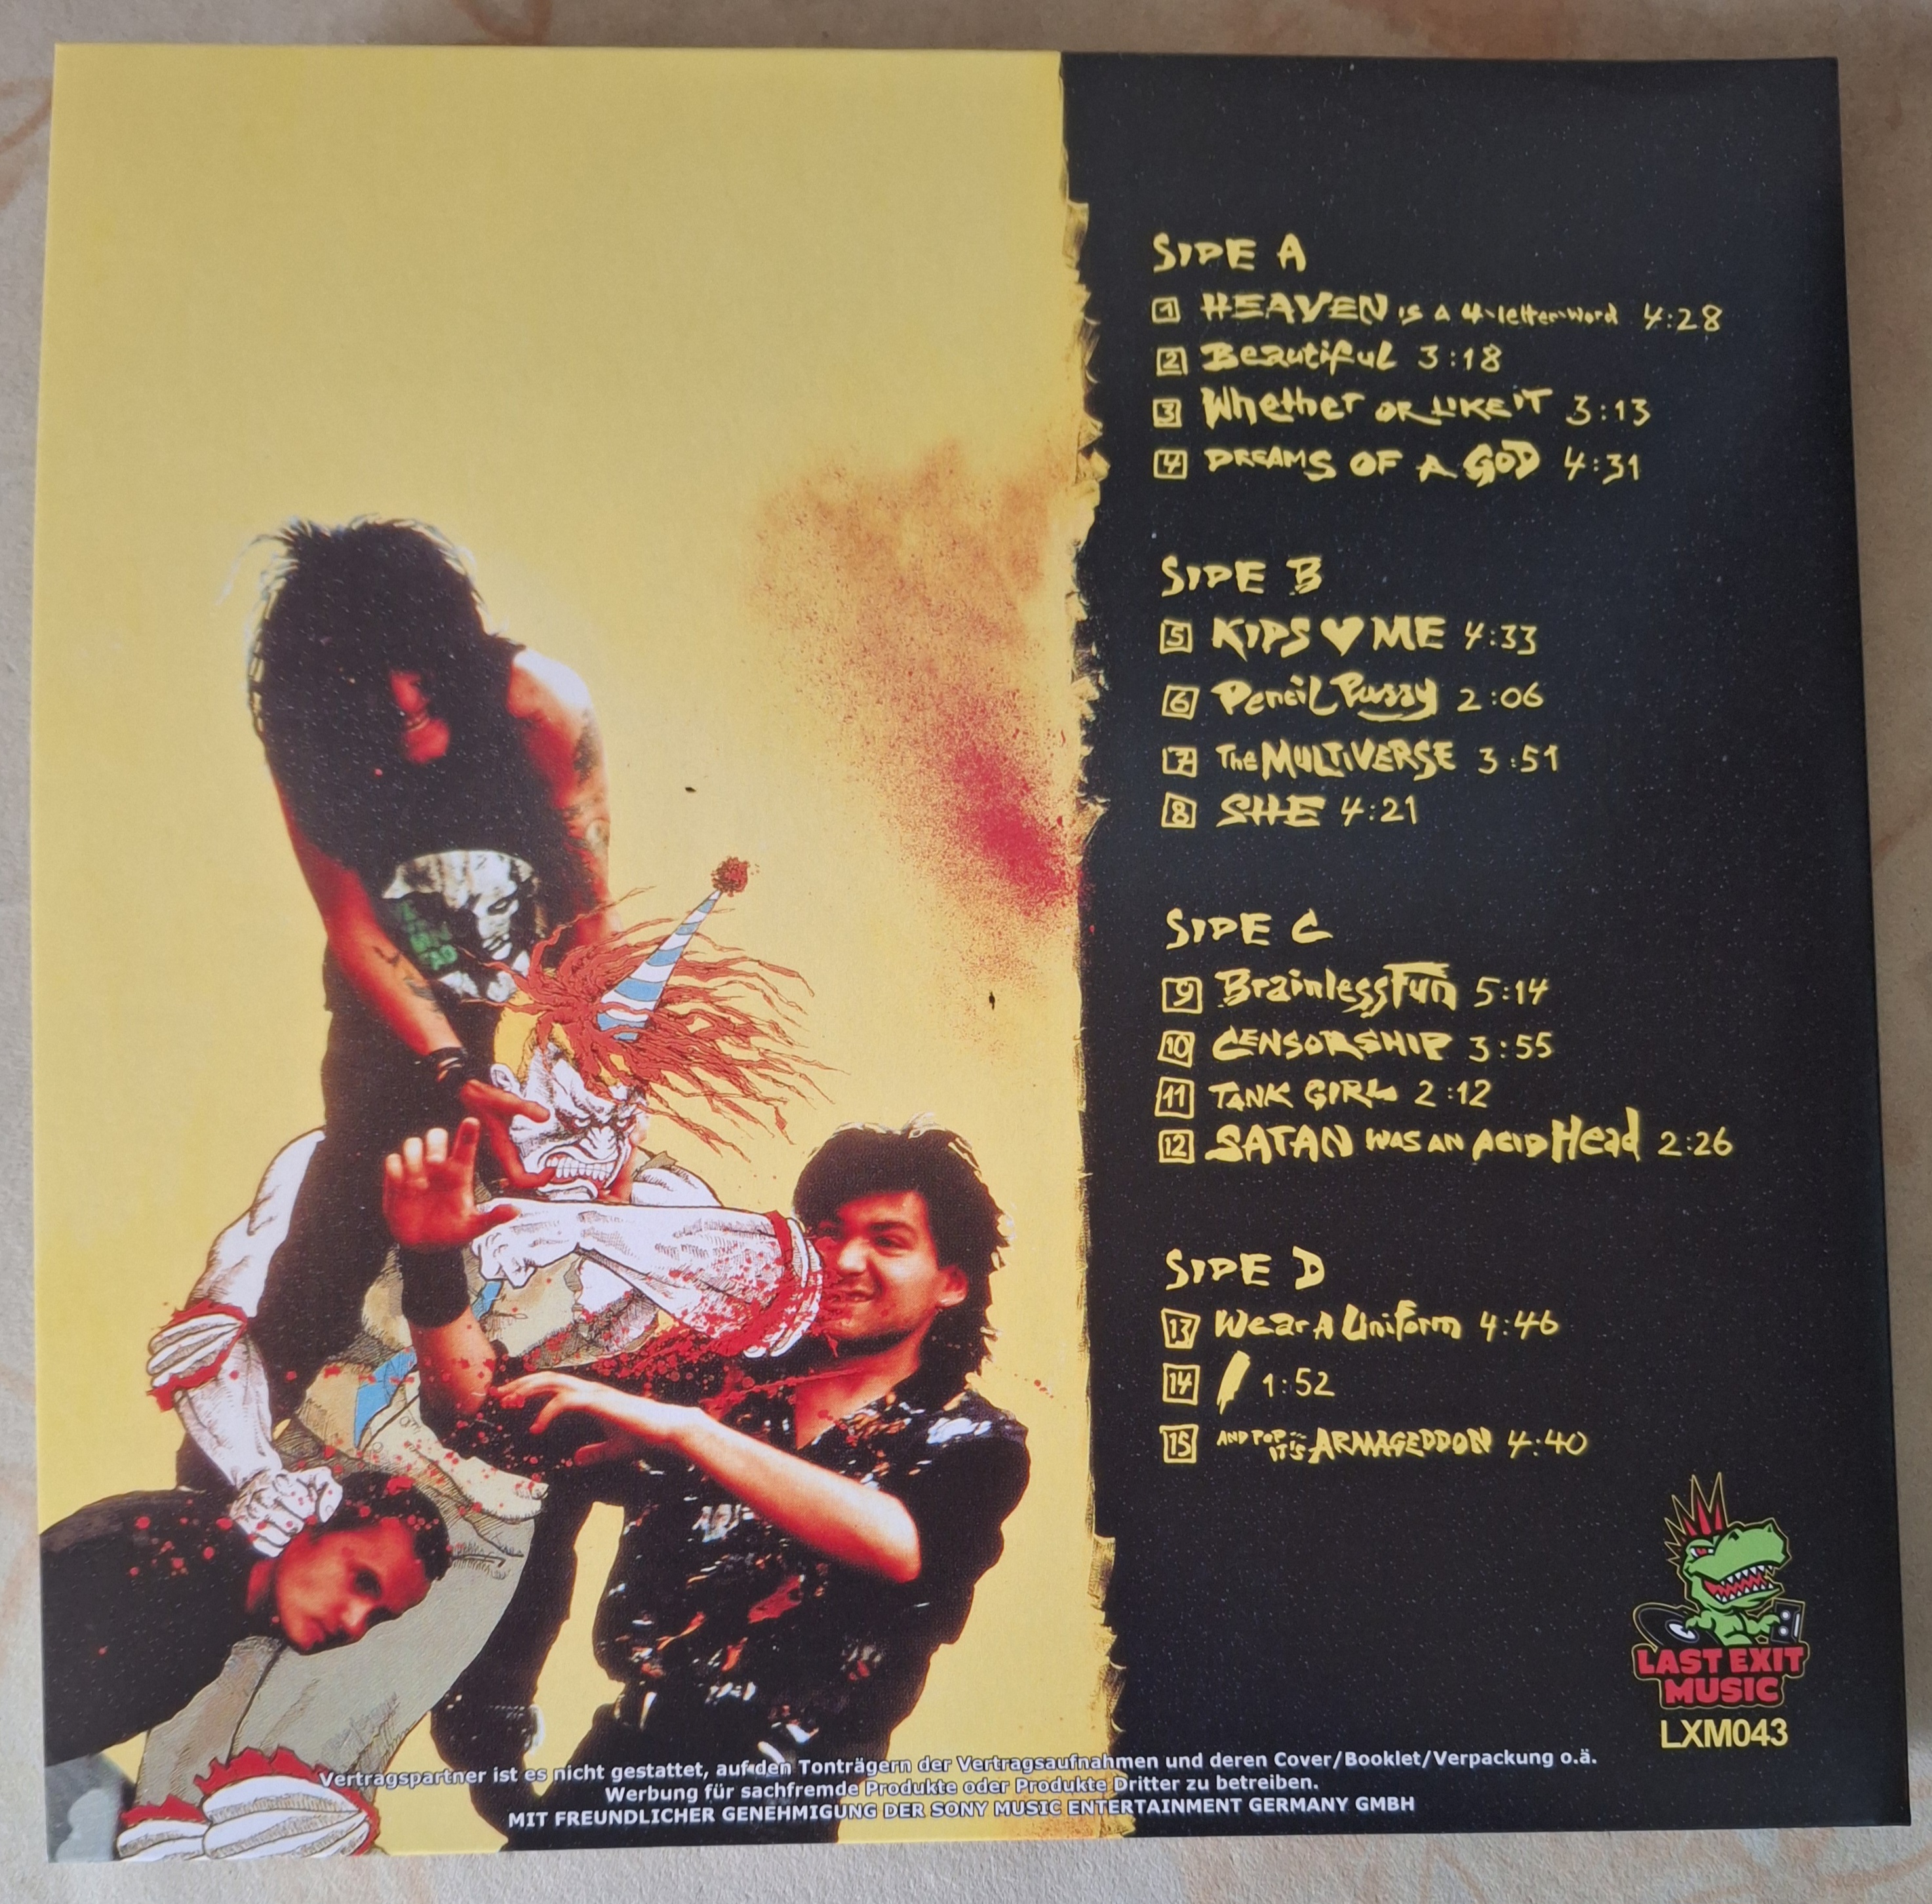 SIDE A
1 HEAVEN is a 4-letter-word 4:28
2 Beautiful 3:18
3 Whether OR LIKE IT 3:13
4 DREAMS OF A GOD 4:31
SIDE B
5 KIDS ♥ ME 4:33
6 Pencil Pussy 2:06
7 The MULTIVERSE 3:51
8 SHE 4:21
SIDE C
9 Brainless Fun 5:14
10 CENSORSHIP 3:55
11 TANK GIRL 2:12
12 SATAN WAS AN ACID Head 2:26
SIDE D
13 Wear A Uniform 4:46
14 / 1:52
15 AND POP~ IT'S ARMAGEDDON 4:40
LAST EXIT
MUSIC
LXM043
Vertragspartner ist es nicht gestattet, auf den Tonträgern der Vertragsaufnahmen und deren Cover/Booklet/Verpackung o.ä.
Werbung für sachfremde Produkte oder Produkte Dritter zu betreiben.
MIT FREUNDLICHER GENEHMIGUNG DER SONY MUSIC ENTERTAINMENT GERMANY GMBH